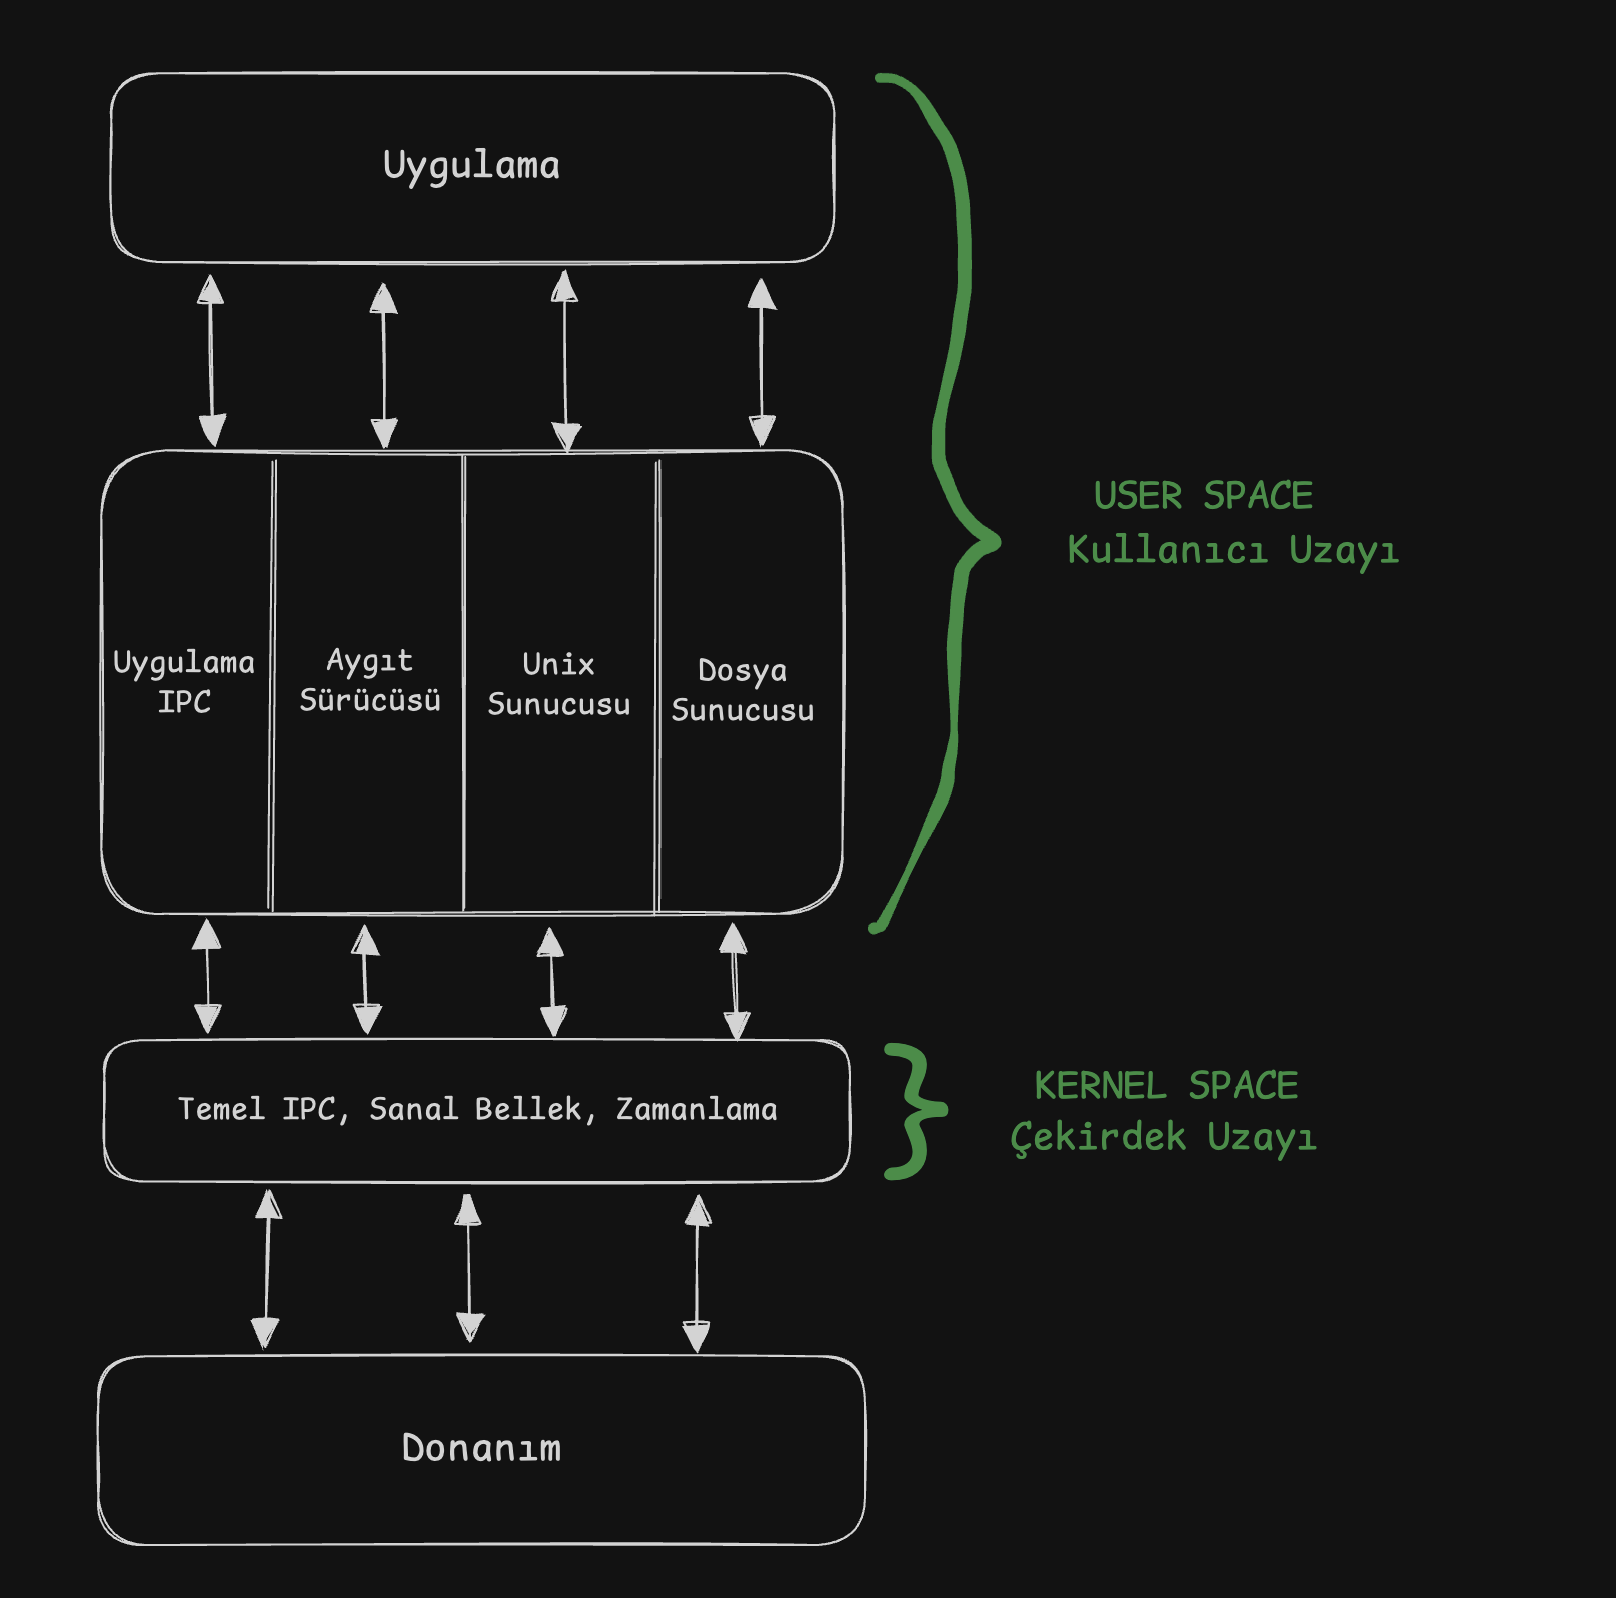 Uygulama
Uygulama
IPC
Aygıt
Sürücüsü
Unix
Sunucusu
Dosya
Sunucusu
USER SPACE
Kullanıcı Uzayı
Temel IPC, Sanal Bellek, Zamanlama
KERNEL SPACE
Çekirdek Uzayı
Donanım